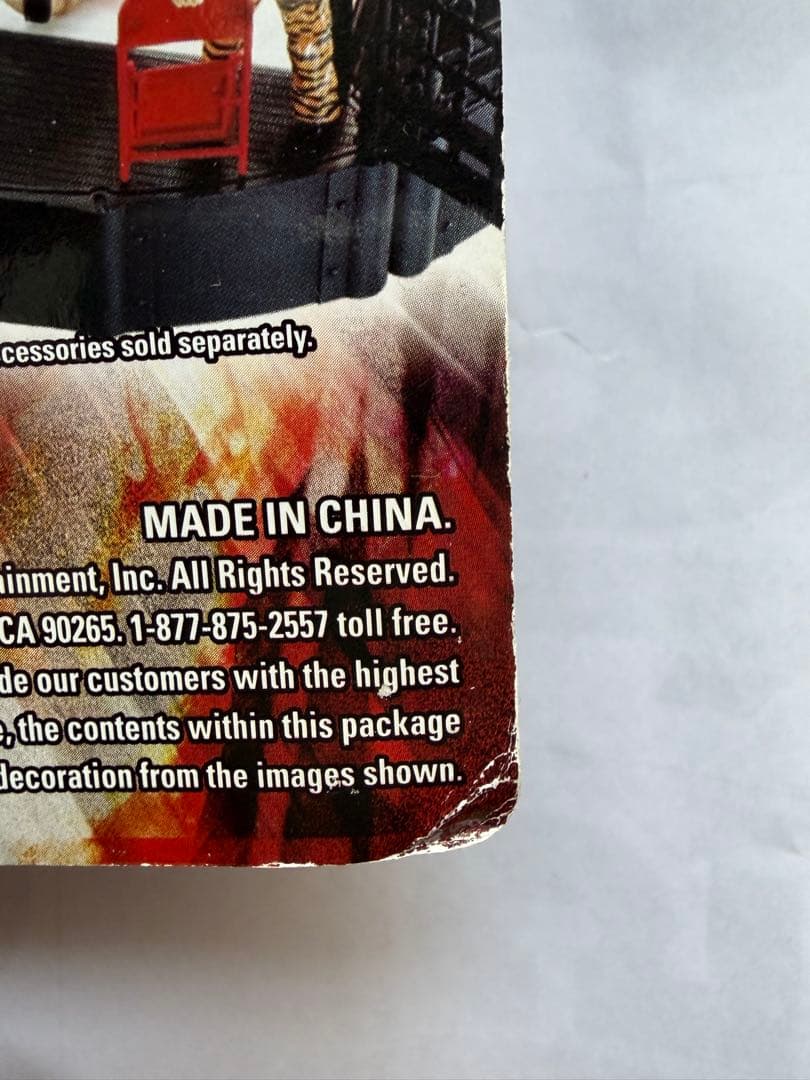 cessories sold separately.
MADE IN CHINA.
ainment, Inc. All Rights Reserved.
CA 90265. 1-877-875-2557 toll free.
de our customers with the highest
, the contents within this package
decoration from the images shown.